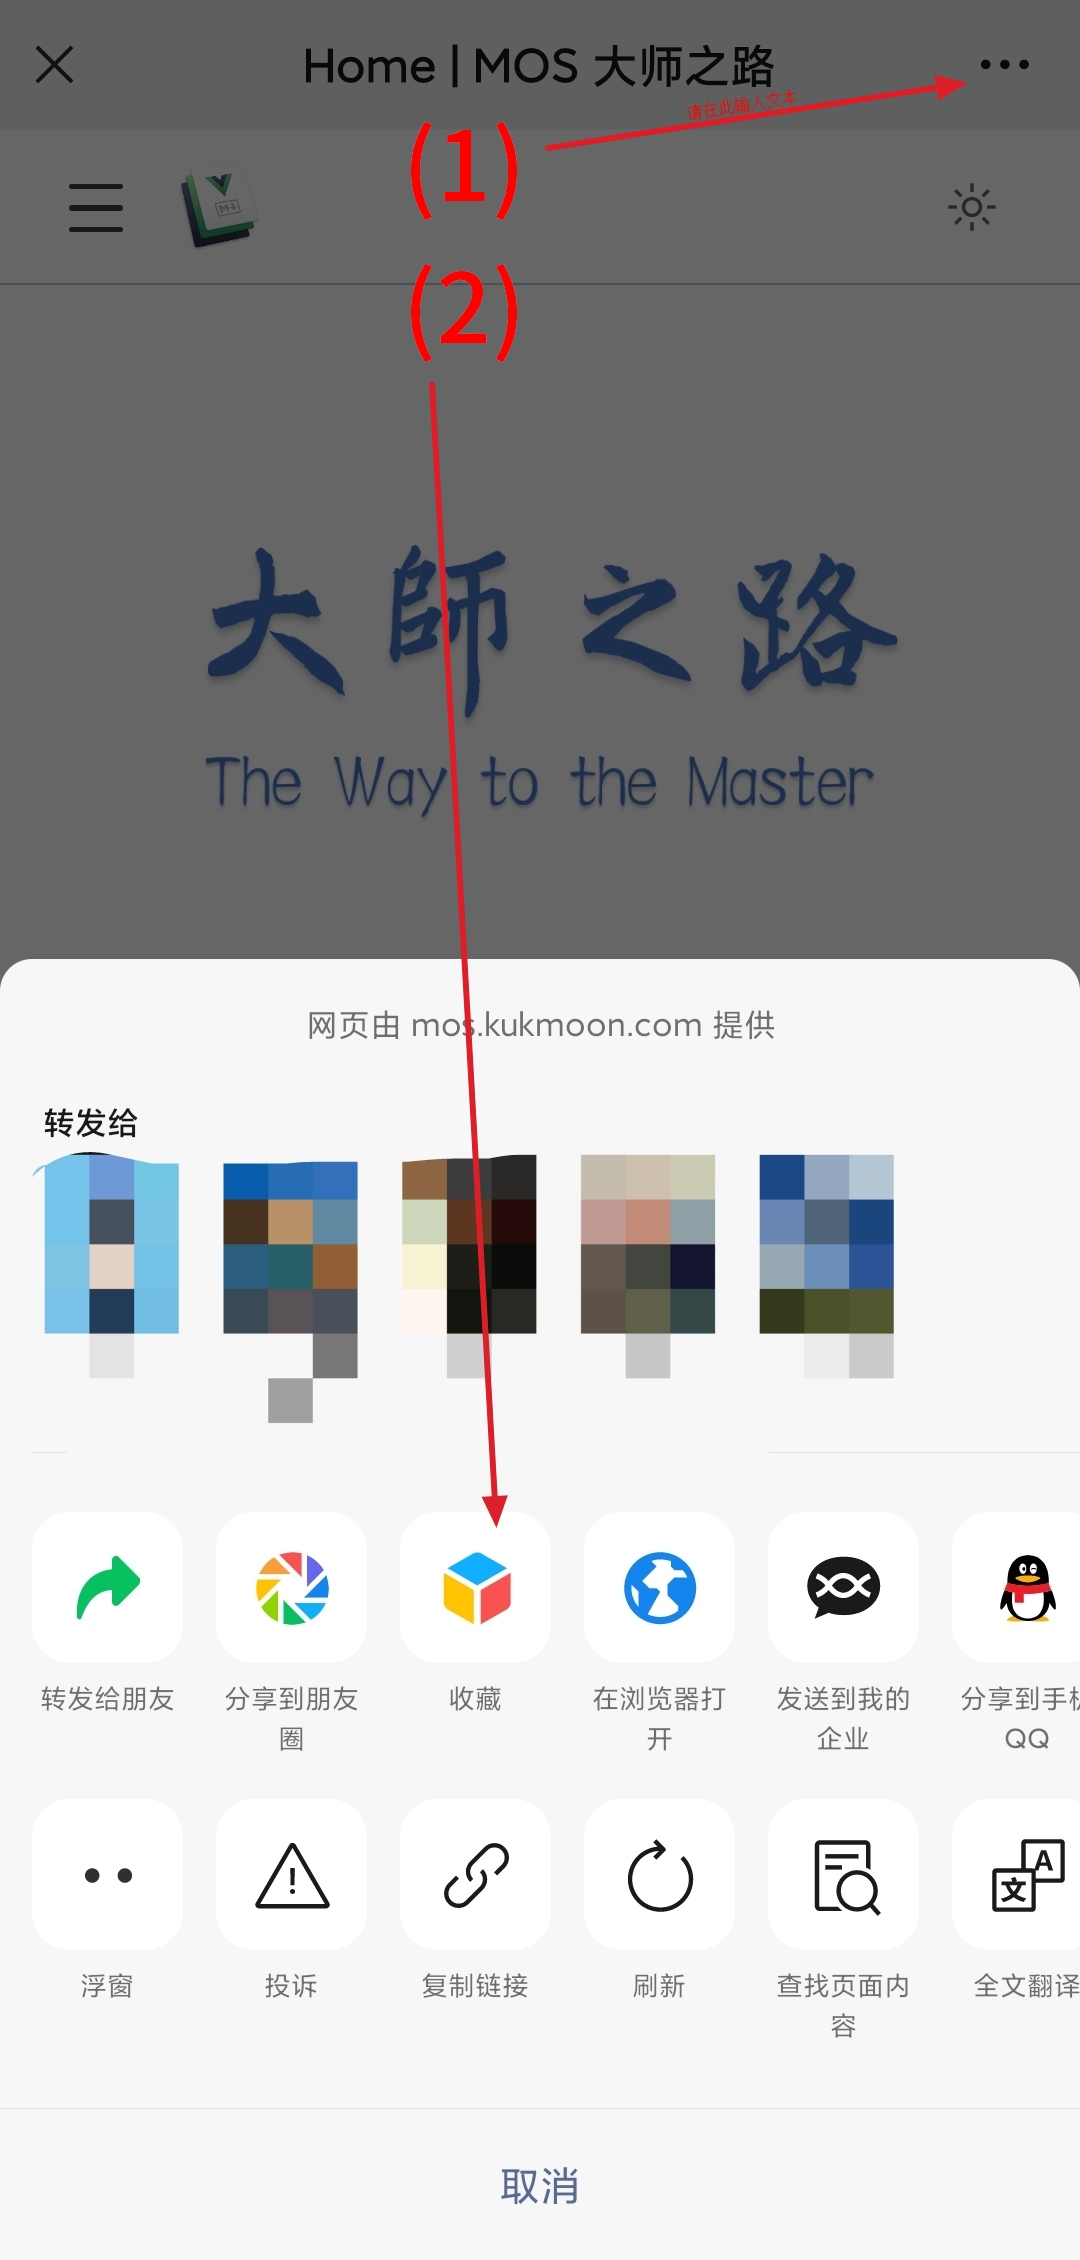 Home | MOS 大师之路
请在此输入文本
(1)
M↓
(2)
大師之路
The Way to the Master
网页由 mos.kukmoon.com 提供
转发给
转发给朋友
分享到朋友
圈
收藏
在浏览器打
开
发送到我的
企业
分享到手机
QQ
浮窗
投诉
复制链接
刷新
查找页面内
容
A
文
全文翻译
取消